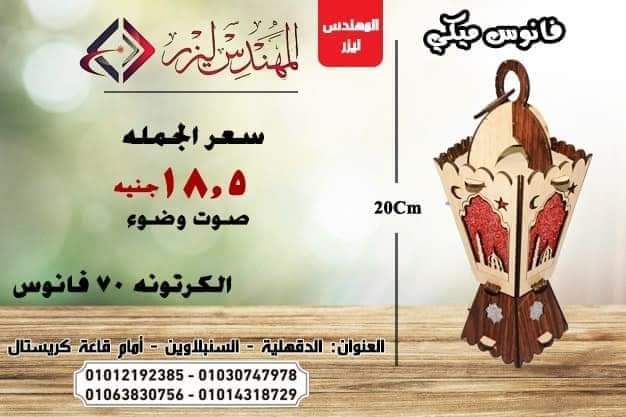 فانوس ميكي
المهندس
ليزر
المهندس ليزر
سعر الجمله
١٨,٥ جنيه
صوت وضوء
20Cm
الكرتونه ٧٠ فانوس
العنوان: الدقهلية - السنبلاوين - أمام قاعة كريستال
01012192385 - 01030747978
01063830756 - 01014318729